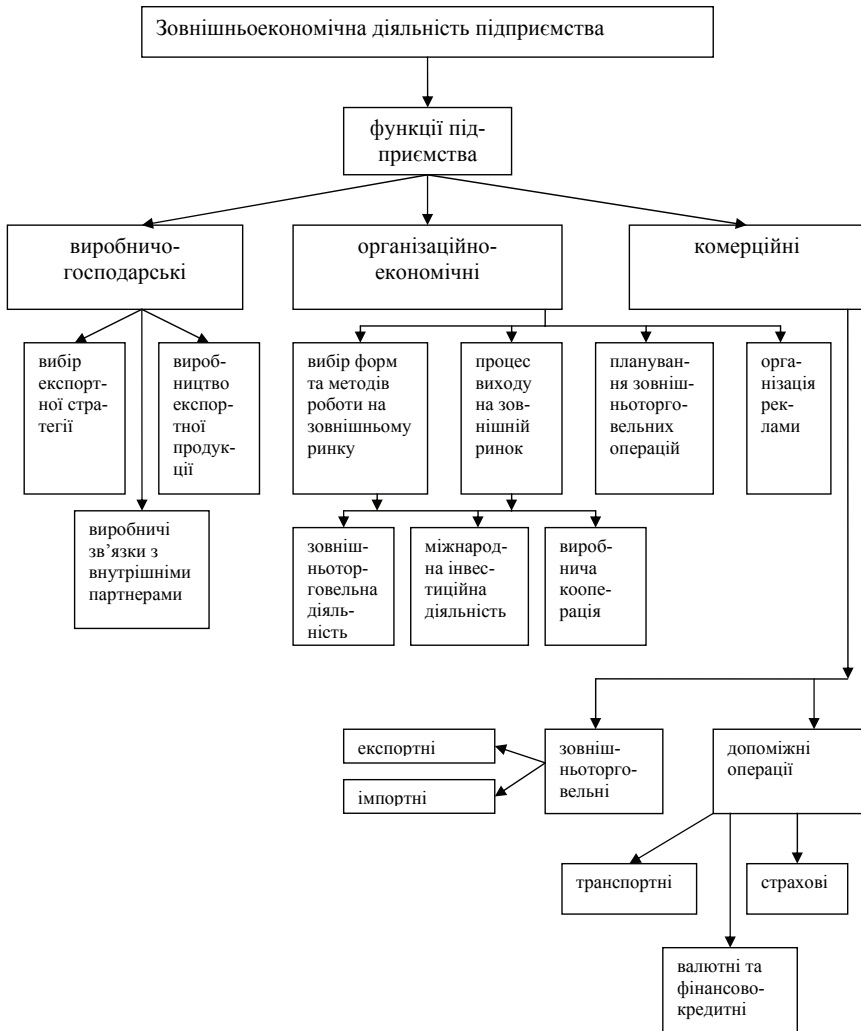 Зовнішньоекономічна діяльність підприємства
функції під-
приємства
виробничо-
господарські
організаційно-
економічні
комерційні
вибір
експорт-
ної стра-
тегії
вироб-
ництво
експор-
тної
продук-
ції
вибір форм
та методів
роботи на
зовнішньому
ринку
процес
виходу
на зов-
нішній
ринок
плануван-
ня зовніш-
ньоторго-
вельних
операцій
орга-
нізація
рек-
лами
виробничі
зв’язки з
внутрішніми
партнерами
зовніш-
ньотор-
говельна
діяль-
ність
міжнарод-
на інвес-
тиційна
діяльність
вироб-
нича
коопе-
рація
експортні
імпортні
зовніш-
ньоторго-
вельні
допоміжні
операції
транспортні
страхові
валютні та
фінансово-
кредитні